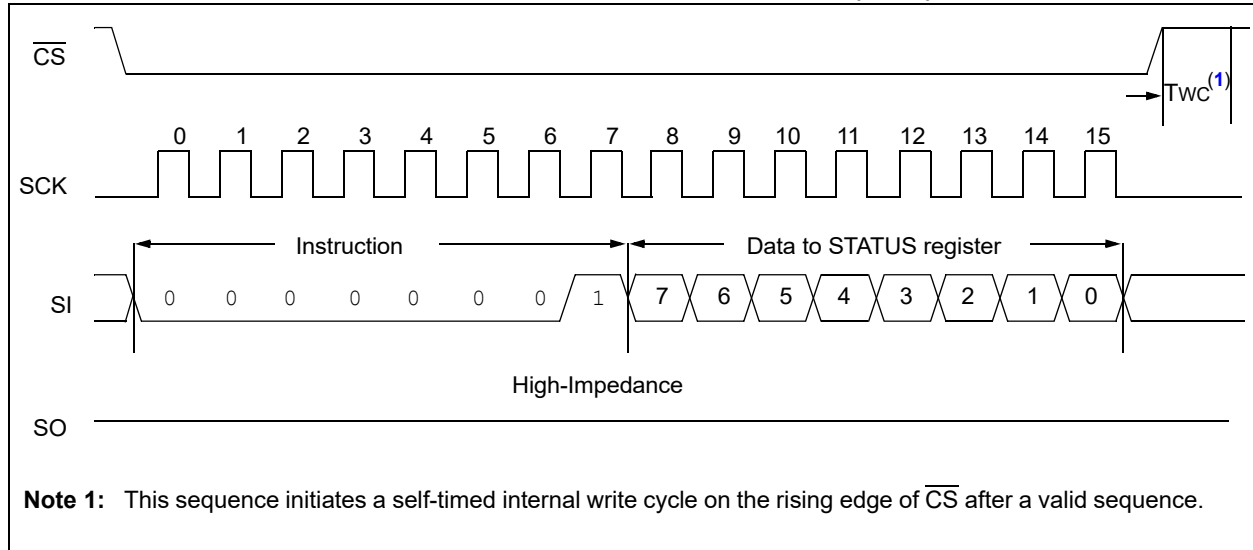 CS
TWC(1)
0 1 2 3 4 5 6 7 8 9 10 11 12 13 14 15
SCK
Instruction
Data to STATUS register
SI
0 0 0 0 0 0 0 1 7 6 5 4 3 2 1 0
High-Impedance
SO
Note 1: This sequence initiates a self-timed internal write cycle on the rising edge of CS after a valid sequence.